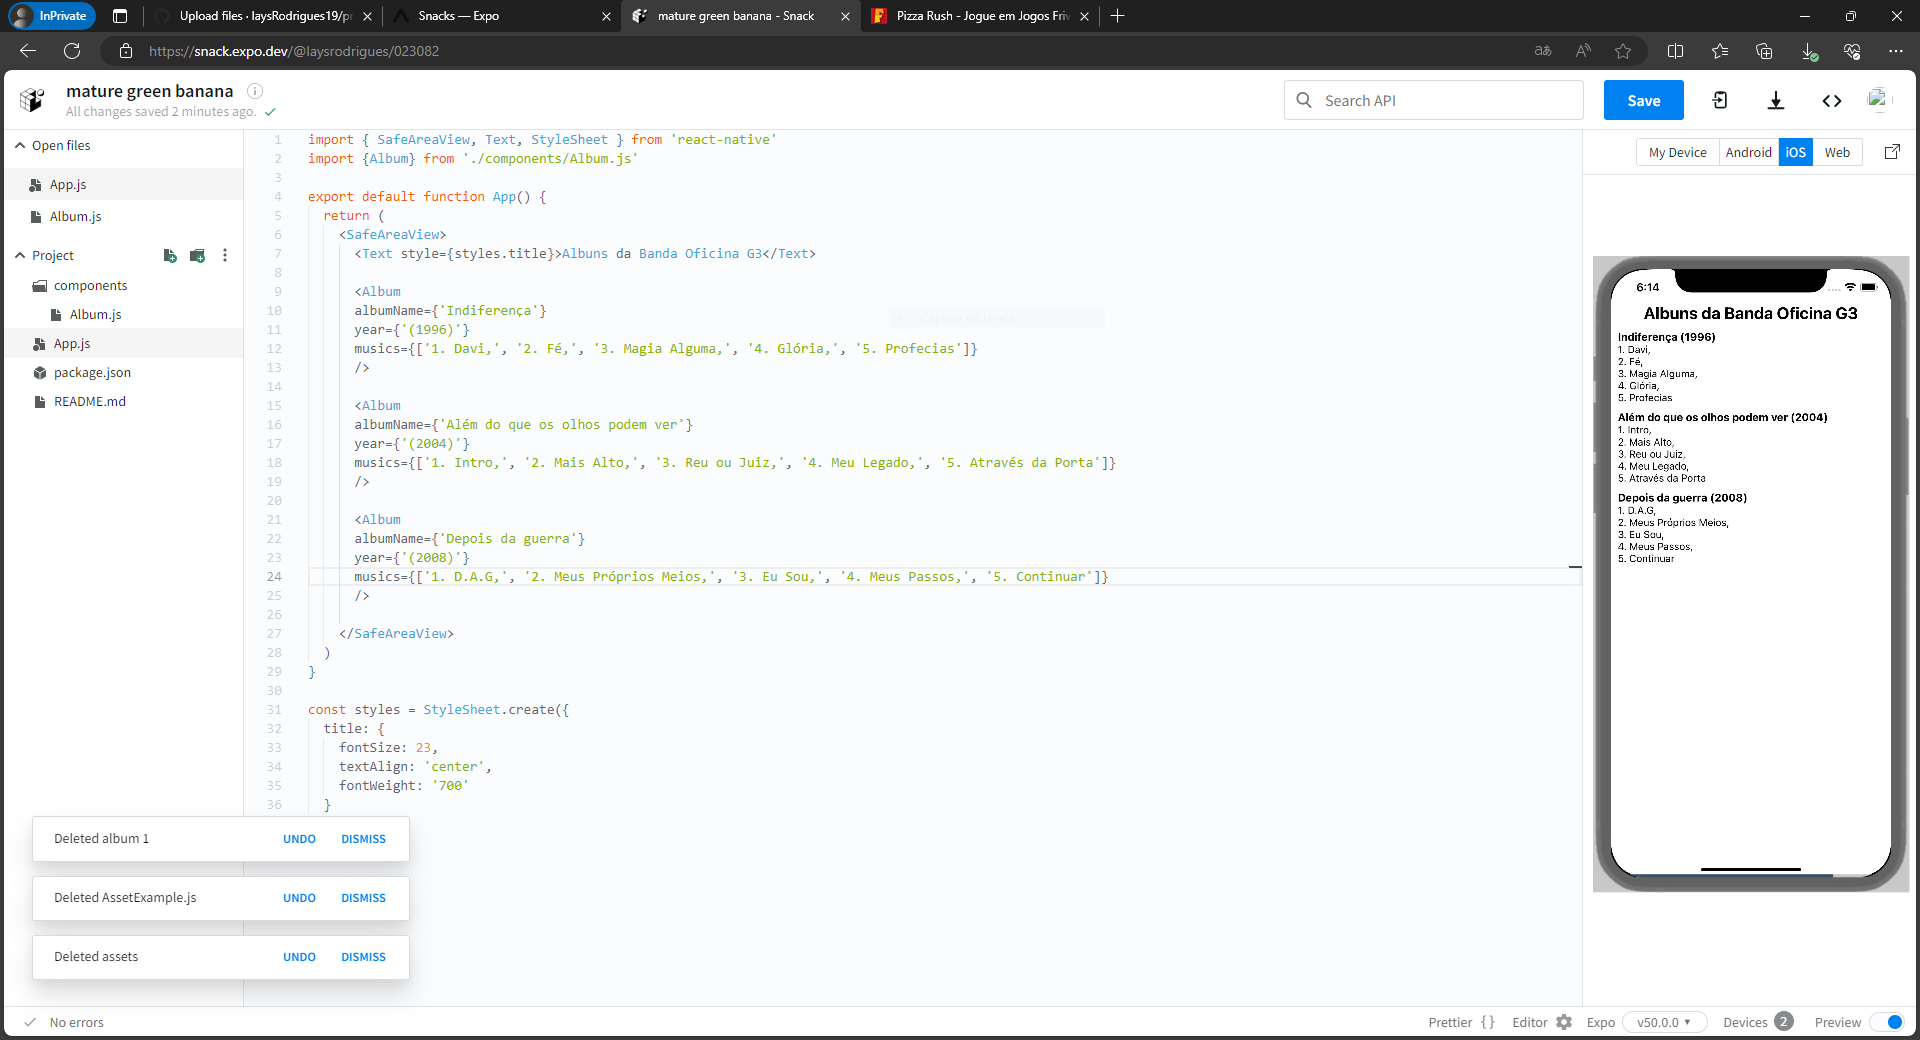 InPrivate
Upload files · laysRodrigues19/pr
Snacks — Expo
mature green banana - Snack
Pizza Rush - Jogue em Jogos Friv
https://snack.expo.dev/@laysrodrigues/023082
mature green banana
All changes saved 2 minutes ago.
Search API
Save
Open files
App.js
Album.js
Project
components
Album.js
App.js
package.json
README.md
1 import { SafeAreaView, Text, StyleSheet } from 'react-native'
2 import {Album} from './components/Album.js'
3
4 export default function App() {
5 return (
6 <SafeAreaView>
7 <Text style={styles.title}>Albuns da Banda Oficina G3</Text>
8
9 <Album
10 albumName={'Indiferença'}
11 year={'(1996)'}
12 musics={['1. Davi,', '2. Fé,', '3. Magia Alguma,', '4. Glória,', '5. Profecias']}
13 />
14
15 <Album
16 albumName={'Além do que os olhos podem ver'}
17 year={'(2004)'}
18 musics={['1. Intro,', '2. Mais Alto,', '3. Reu ou Juiz,', '4. Meu Legado,', '5. Através da Porta']}
19 />
20
21 <Album
22 albumName={'Depois da guerra'}
23 year={'(2008)'}
24 musics={['1. D.A.G,', '2. Meus Próprios Meios,', '3. Eu Sou,', '4. Meus Passos,', '5. Continuar']}
25 />
26
27 </SafeAreaView>
28 )
29 }
30
31 const styles = StyleSheet.create({
32 title: {
33 fontSize: 23,
34 textAlign: 'center',
35 fontWeight: '700'
36 }
My Device
Android
iOS
Web
6:14
Albuns da Banda Oficina G3
Indiferença (1996)
1. Davi,
2. Fé,
3. Magia Alguma,
4. Glória,
5. Profecias
Além do que os olhos podem ver (2004)
1. Intro,
2. Mais Alto,
3. Reu ou Juiz,
4. Meu Legado,
5. Através da Porta
Depois da guerra (2008)
1. D.A.G,
2. Meus Próprios Meios,
3. Eu Sou,
4. Meus Passos,
5. Continuar
Deleted album 1 UNDO DISMISS
Deleted AssetExample.js UNDO DISMISS
Deleted assets UNDO DISMISS
No errors
Prettier {} Editor Expo v50.0.0 Devices 2 Preview